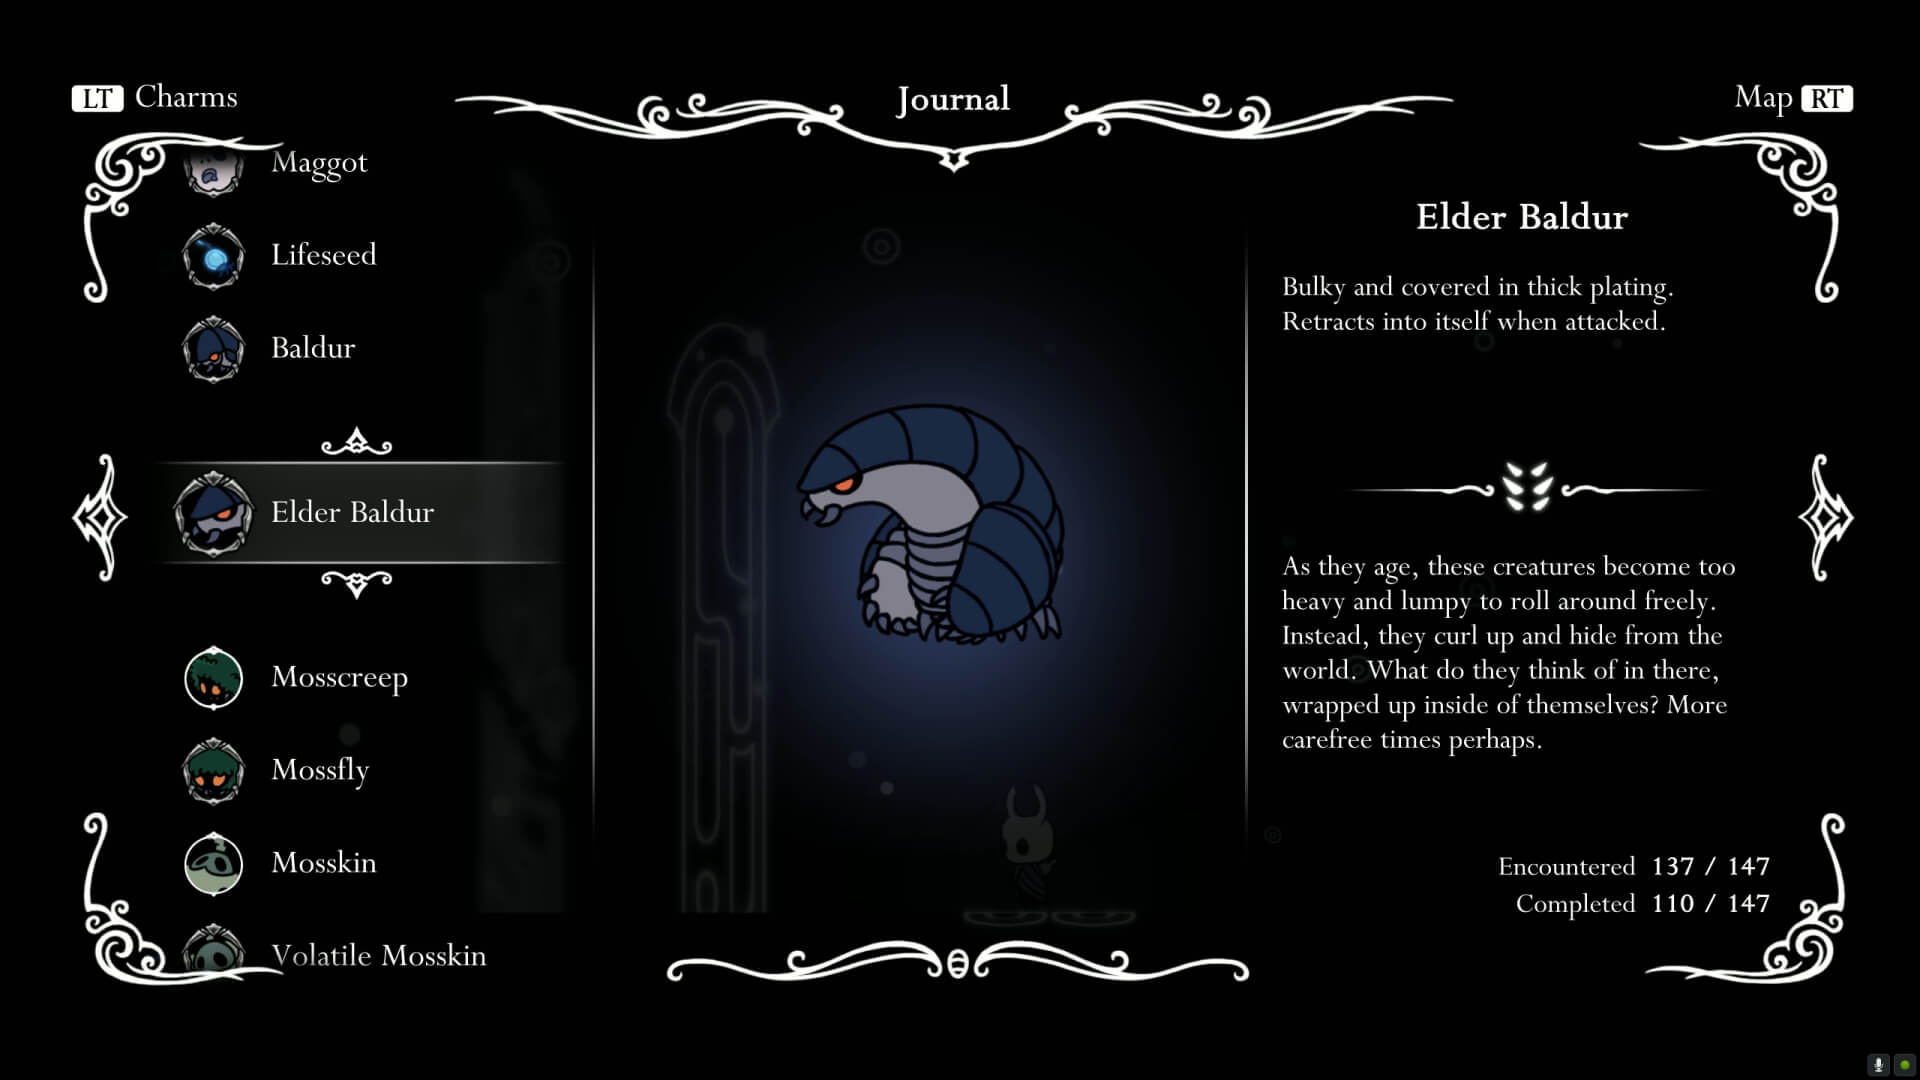 LT Charms
Journal
Map RT
Maggot
Lifeseed
Baldur
Elder Baldur
Mosscreep
Mossfly
Mosskin
Volatile Mosskin
Elder Baldur
Bulky and covered in thick plating.
Retracts into itself when attacked.
As they age, these creatures become too
heavy and lumpy to roll around freely.
Instead, they curl up and hide from the
world. What do they think of in there,
wrapped up inside of themselves? More
carefree times perhaps.
Encountered 137 / 147
Completed 110 / 147